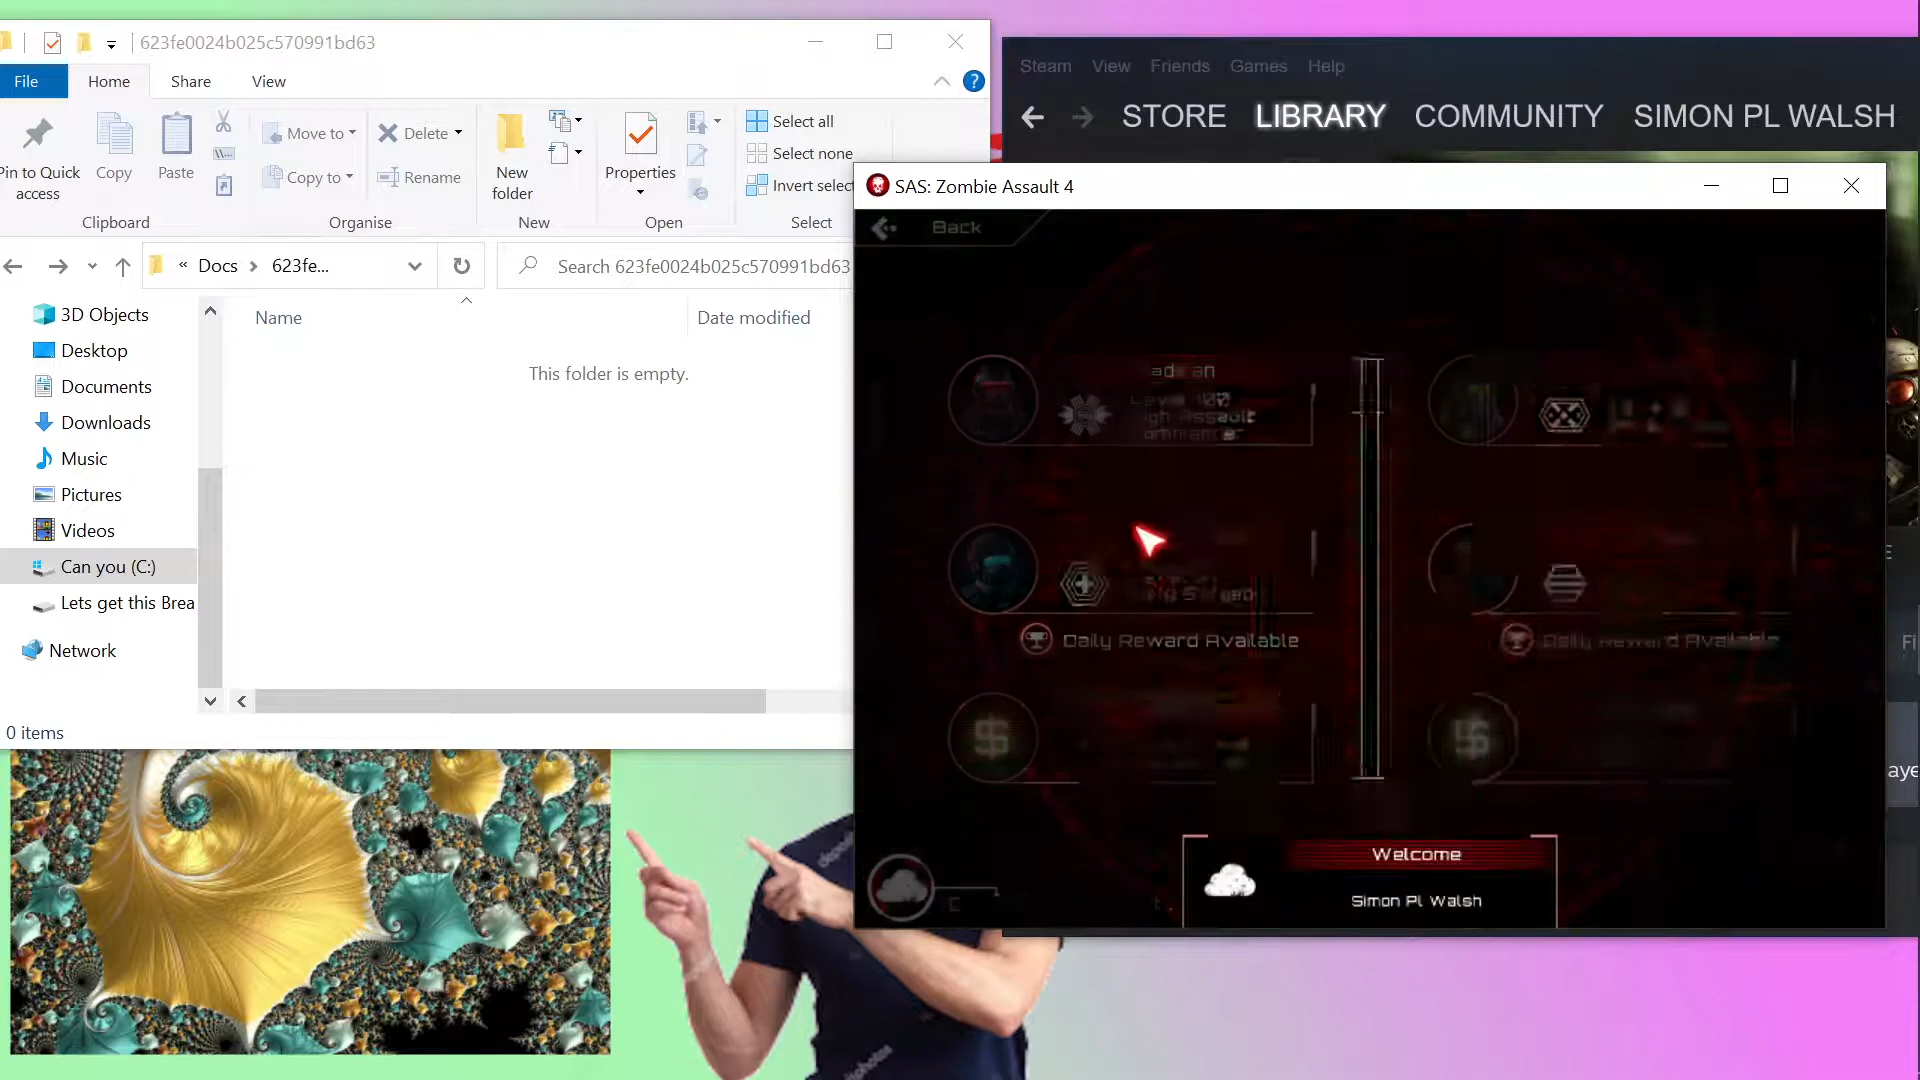 623fe0024b025c570991bd63
File
Home
Share
View
Pin to Quick
access
Copy
Paste
Move to
Copy to
Delete
Rename
New
folder
Properties
Select all
Select none
Invert select
Clipboard
Organise
New
Open
Select
« Docs > 623fe...
Search 623fe0024b025c570991bd63
3D Objects
Desktop
Documents
Downloads
Music
Pictures
Videos
Can you (C:)
Lets get this Brea
Network
Name
Date modified
This folder is empty.
0 items
Steam
View
Friends
Games
Help
STORE
LIBRARY
COMMUNITY
SIMON PL WALSH
SAS: Zombie Assault 4
Back
Daily Reward Available
Daily Reward Available
Welcome
Simon Pl Walsh